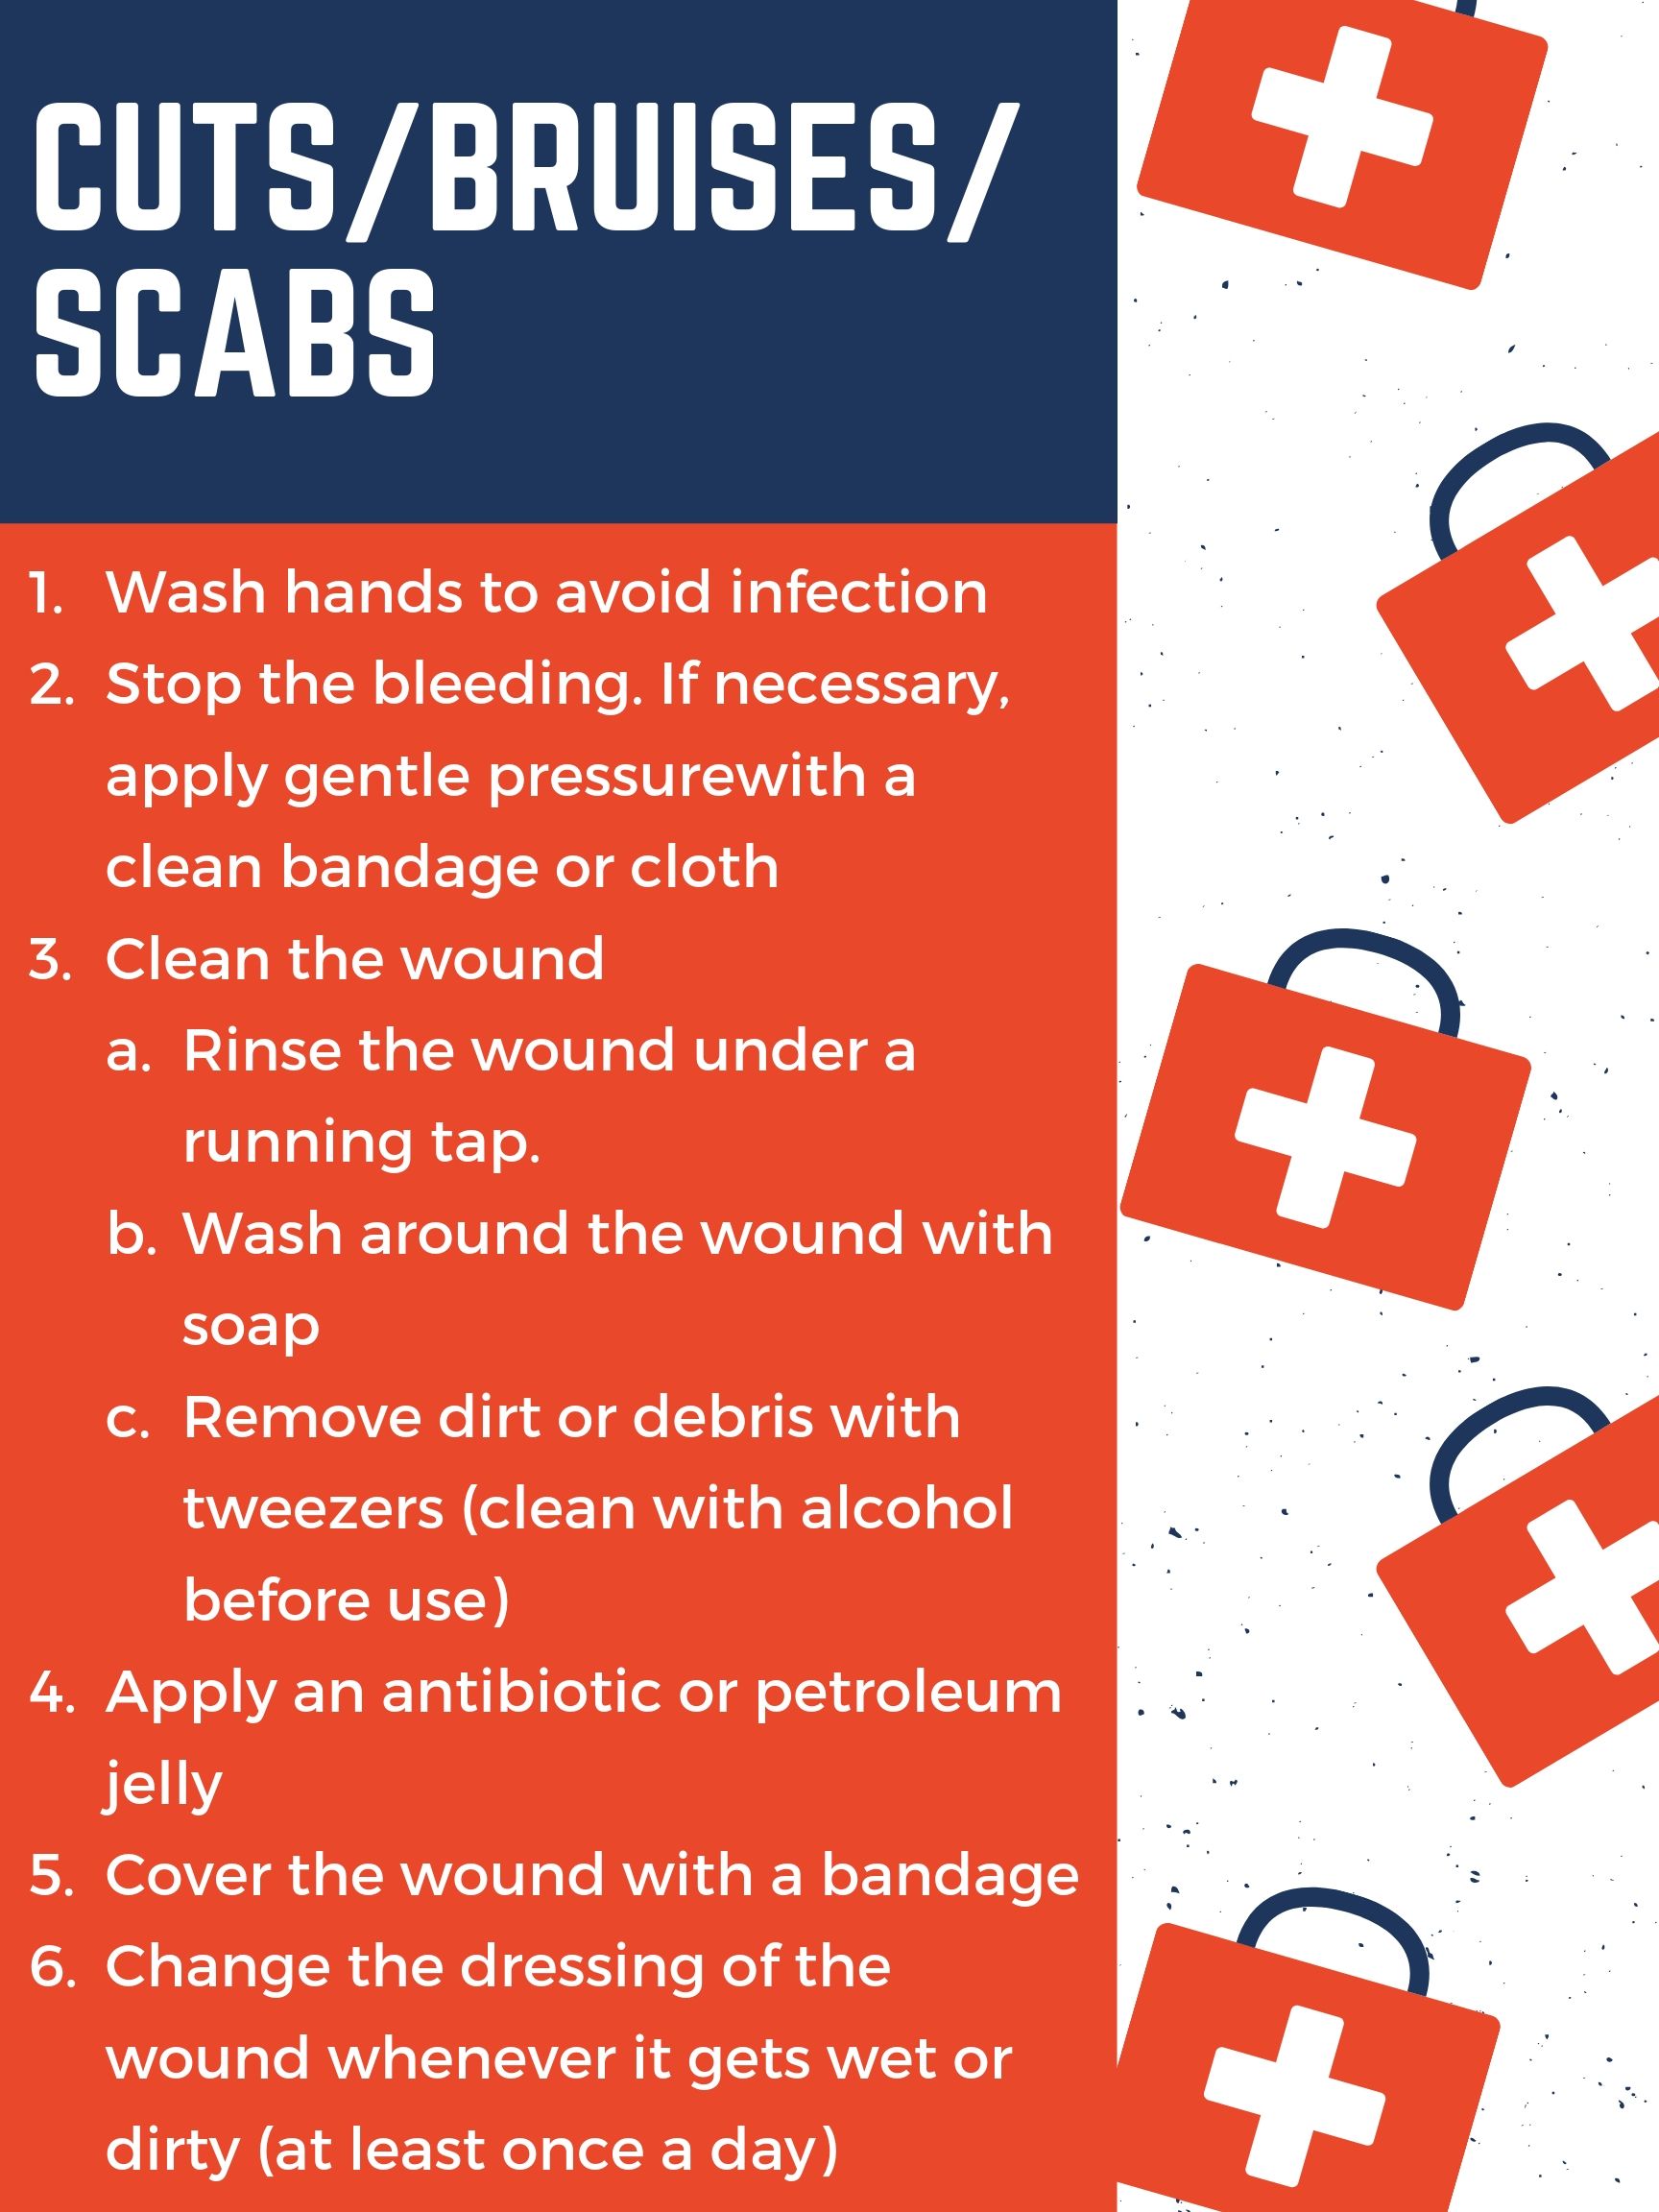 CUTS/BRUISES/
SCABS
1. Wash hands to avoid infection
2. Stop the bleeding. If necessary,
apply gentle pressurewith a
clean bandage or cloth
3. Clean the wound
a. Rinse the wound under a
running tap.
b. Wash around the wound with
soap
c. Remove dirt or debris with
tweezers (clean with alcohol
before use)
4. Apply an antibiotic or petroleum
jelly
5. Cover the wound with a bandage
6. Change the dressing of the
wound whenever it gets wet or
dirty (at least once a day)